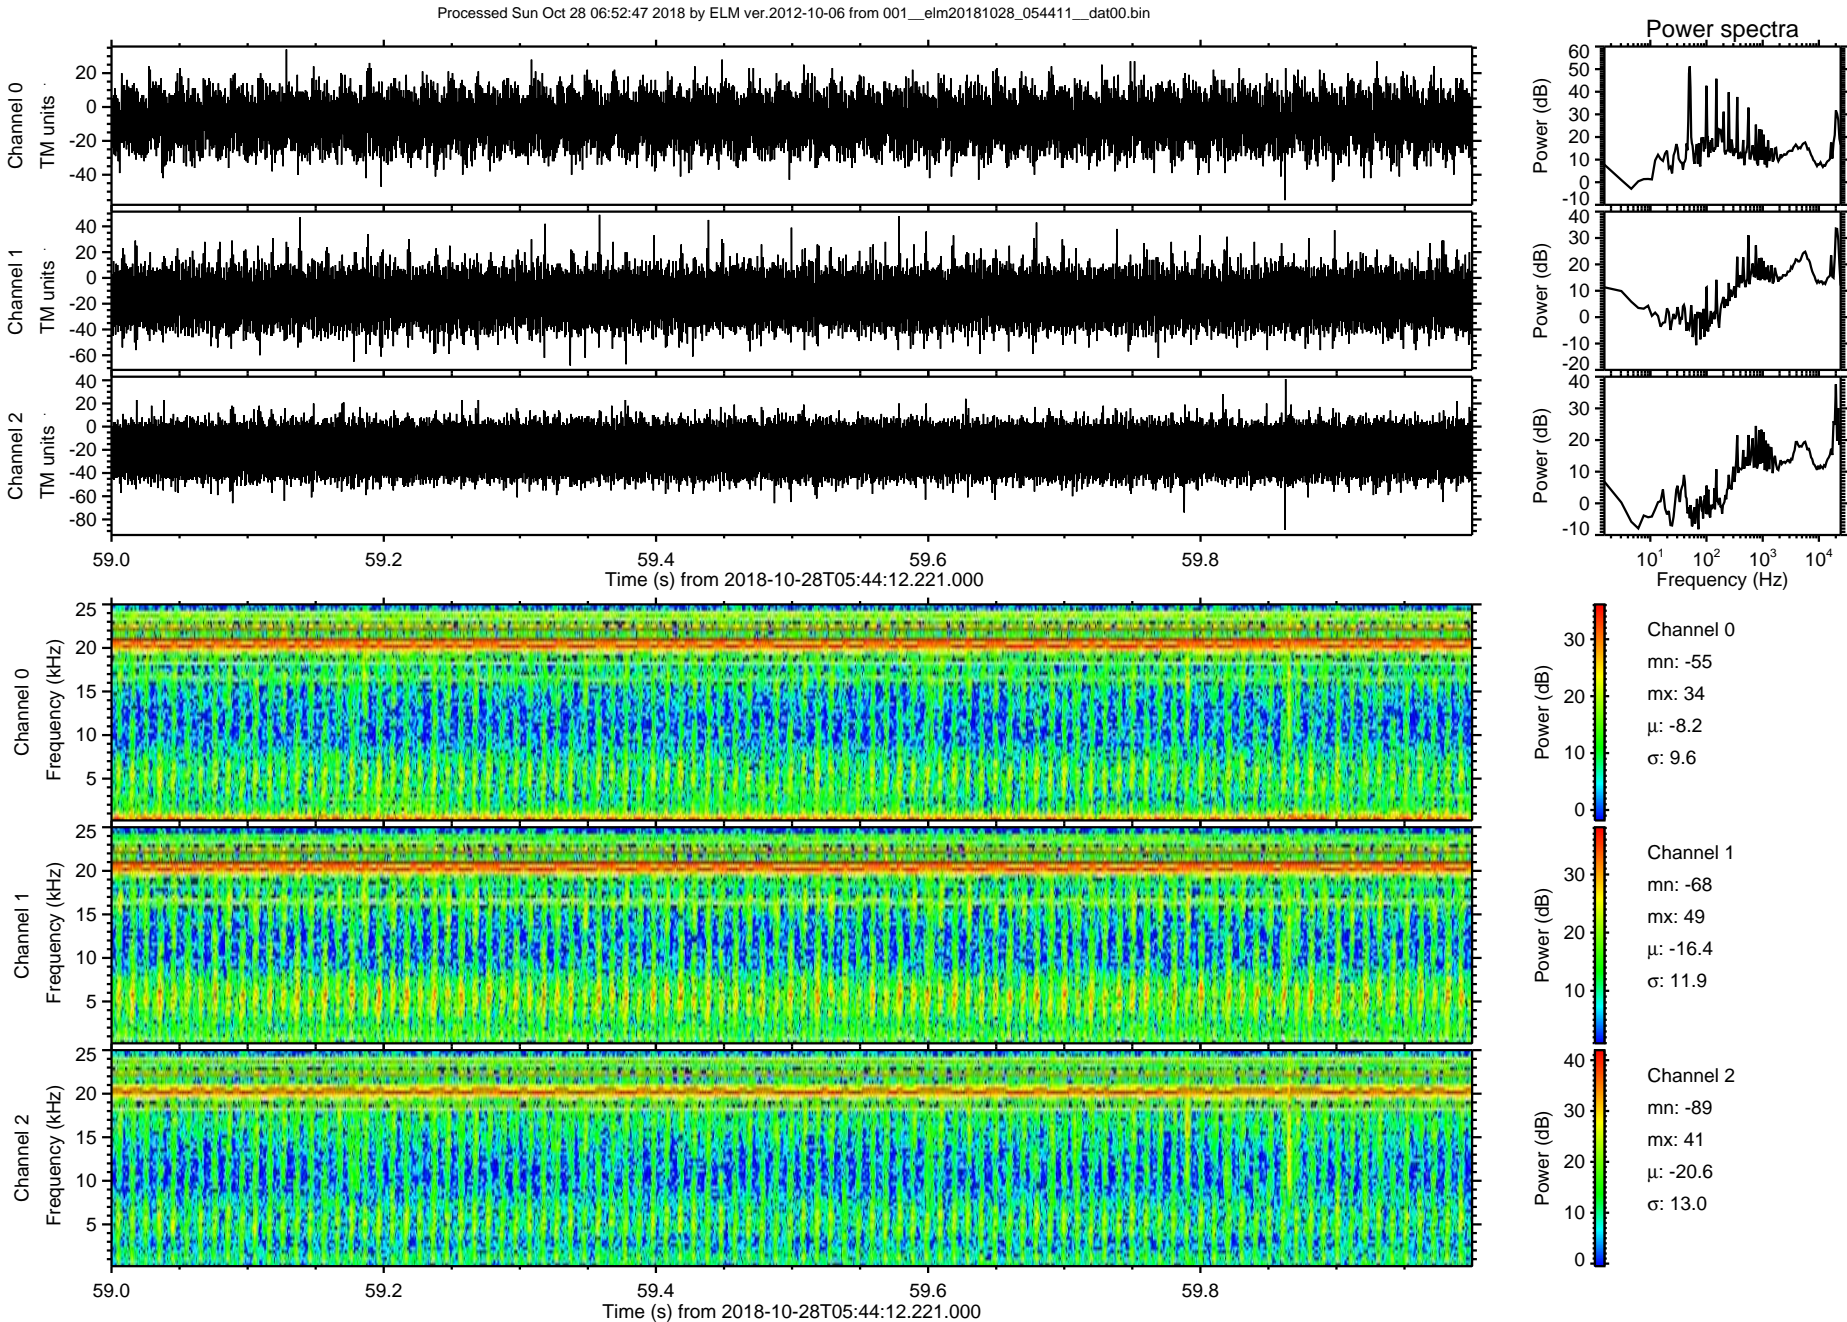 Processed Sun Oct 28 06:52:47 2018 by ELM ver.2012-10-06 from 001__elm20181028_054411__dat00.bin
Power spectra
Channel 0
TM units
20
0
-20
-40
Power (dB)
60
50
40
30
20
10
0
-10
Channel 1
TM units
40
20
0
-20
-40
-60
Power (dB)
40
30
20
10
0
-10
-20
Channel 2
TM units
40
20
0
-20
-40
-60
-80
Power (dB)
40
30
20
10
0
-10
59.0 59.2 59.4 59.6 59.8
Time (s) from 2018-10-28T05:44:12.221.000
10¹ 10² 10³ 10⁴
Frequency (Hz)
Channel 0
Frequency (kHz)
25
20
15
10
5
Power (dB)
30
20
10
0
Channel 0
mn: -55
mx: 34
μ: -8.2
σ: 9.6
Channel 1
Frequency (kHz)
25
20
15
10
5
Power (dB)
30
20
10
Channel 1
mn: -68
mx: 49
μ: -16.4
σ: 11.9
Channel 2
Frequency (kHz)
25
20
15
10
5
Power (dB)
40
30
20
10
0
Channel 2
mn: -89
mx: 41
μ: -20.6
σ: 13.0
59.0 59.2 59.4 59.6 59.8
Time (s) from 2018-10-28T05:44:12.221.000